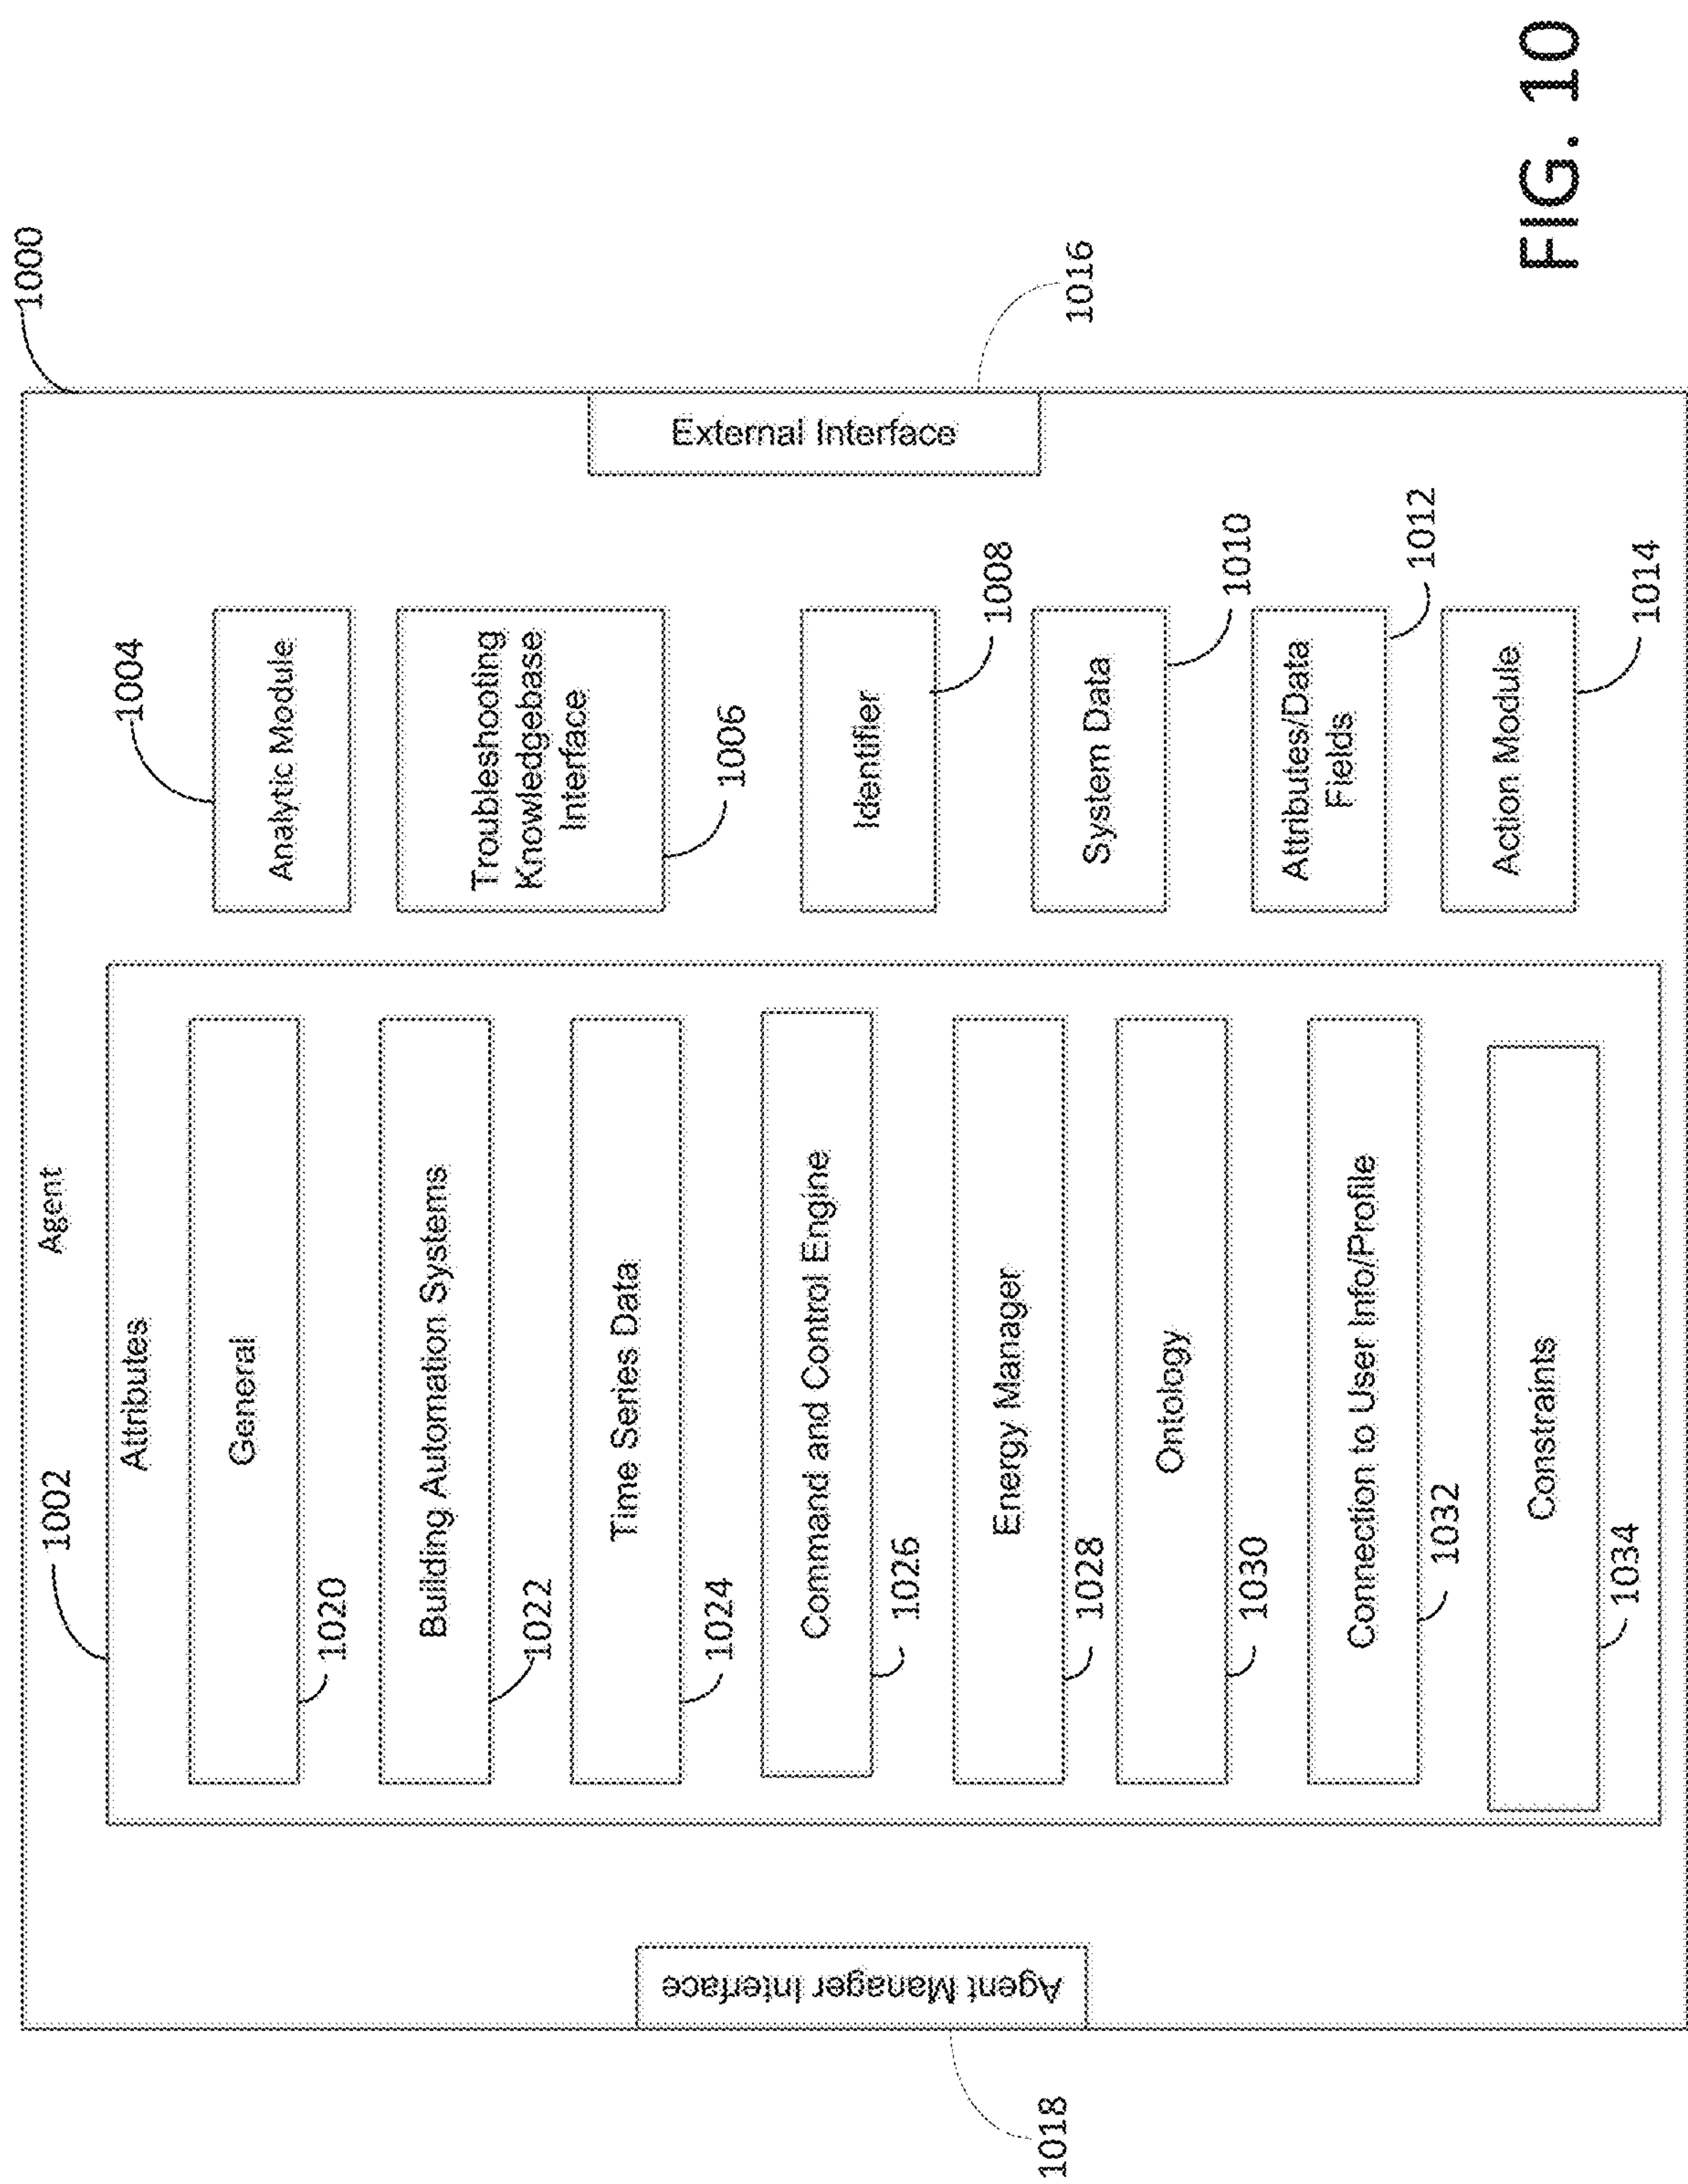 1000
Agent
1002
Attributes
General
1020
Building Automation Systems
1022
Time Series Data
1024
Command and Control Engine
1026
Energy Manager
1028
Ontology
1030
Connection to User Info/Profile
1032
Constraints
1034
1004
Analytic Module
Troubleshooting
Knowledgebase
Interface
1006
Identifier
1008
System Data
1010
Attributes/Data
Fields
1012
Action Module
1014
External Interface
1016
Agent Manager Interface
1018
FIG. 10